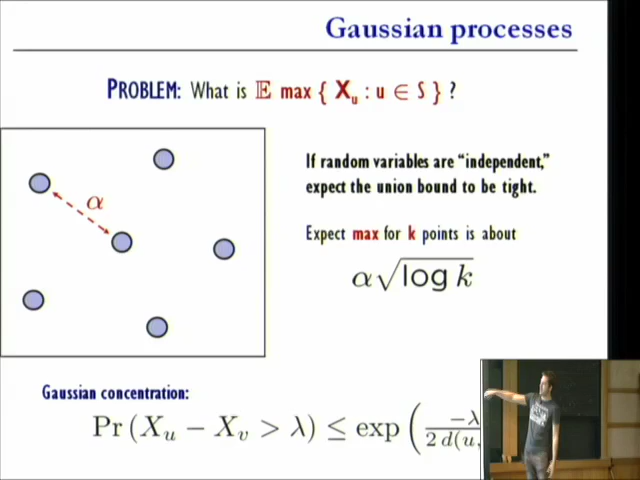 Gaussian processes
PROBLEM: What is 𝔼 max { X_u : u ∈ S } ?
If random variables are “independent,”
expect the union bound to be tight.
α
Expect max for k points is about
α√log k
Gaussian concentration:
Pr (X_u − X_v > λ) ≤ exp ( −λ / 2 d(u,